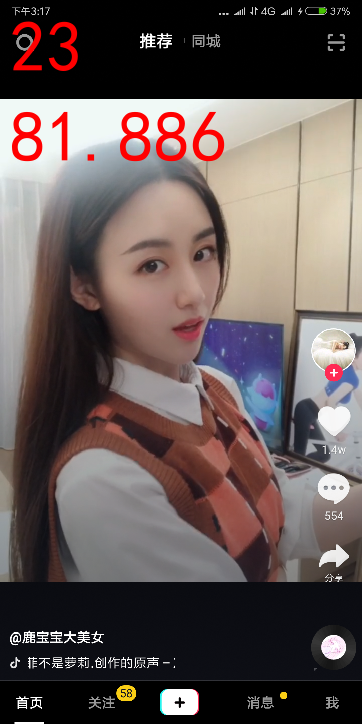 下午3:17
... 4G 37%
23
推荐 同城
81.886
1.4w
554
分享
@鹿宝宝大美女
菲不是萝莉.创作的原声 -
首页 关注 58 消息 我